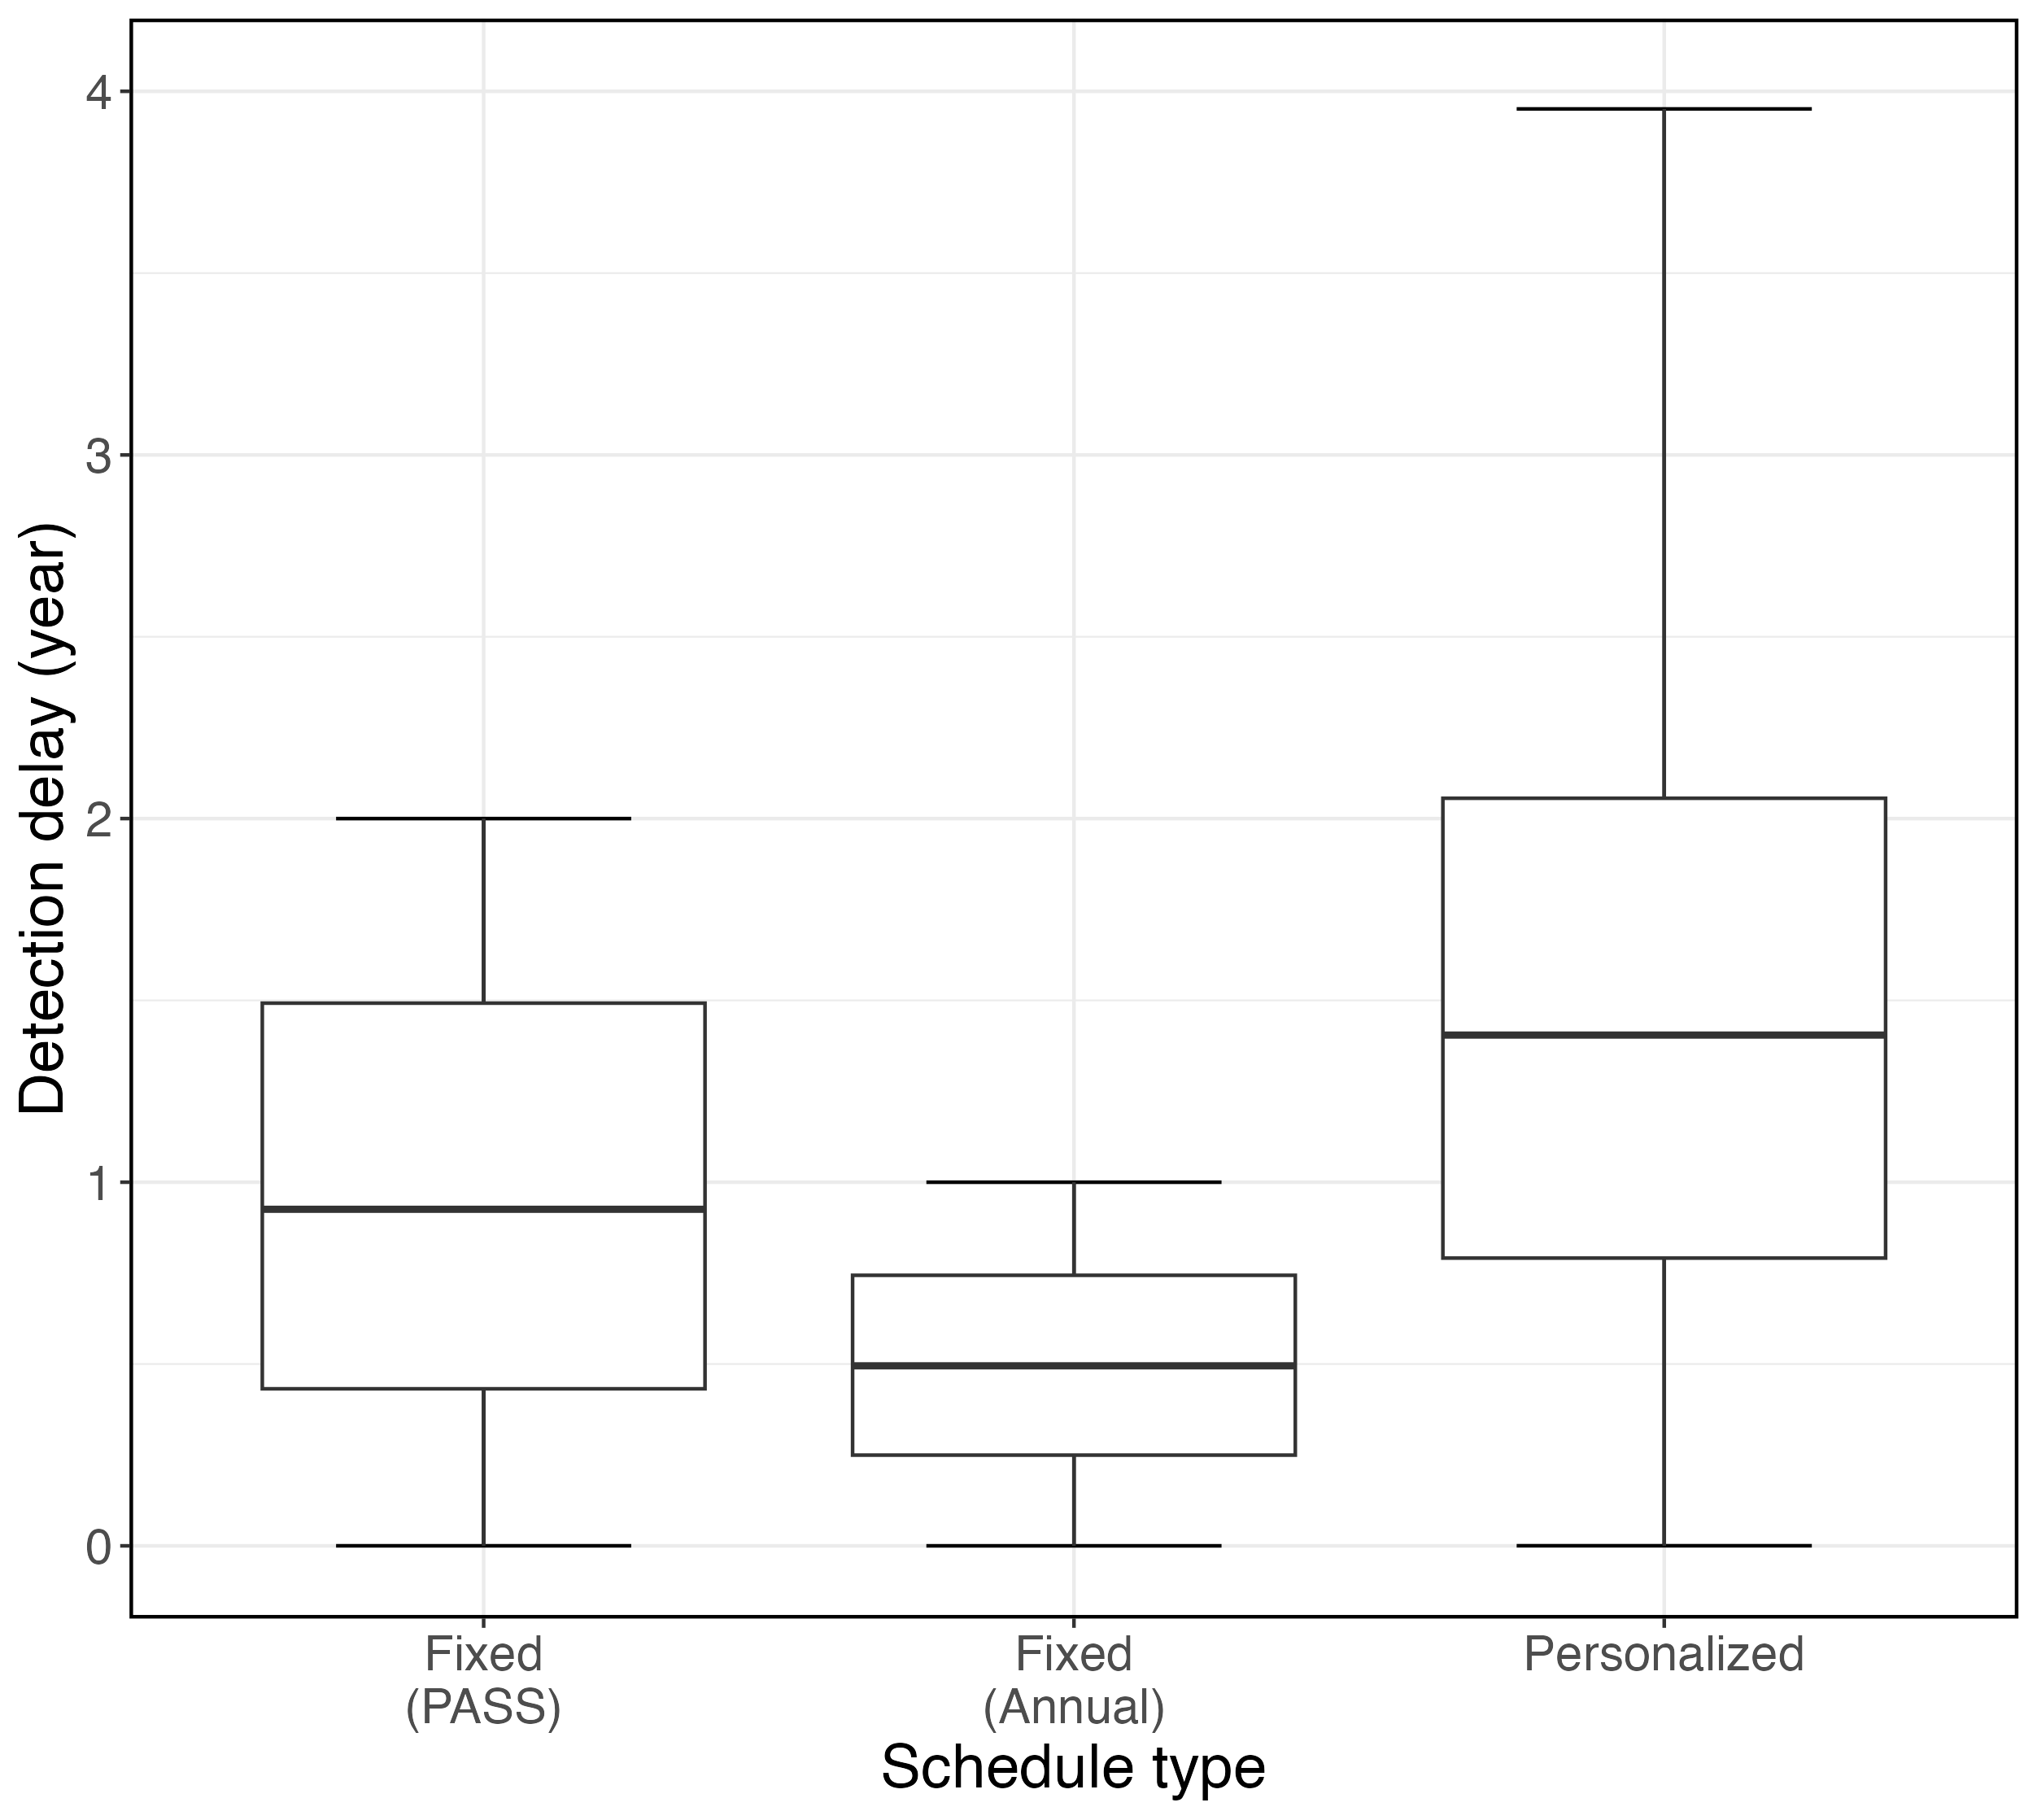 Detection delay (year)
4
3
2
1
0
Fixed
(PASS)
Fixed
(Annual)
Personalized
Schedule type